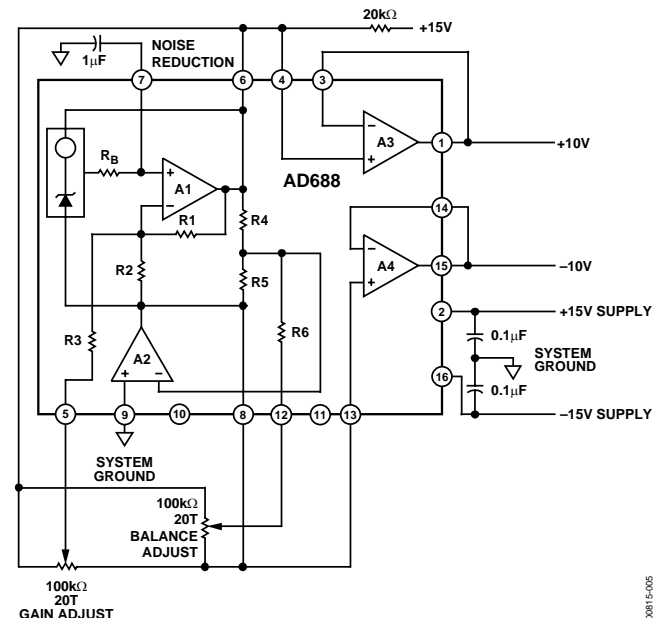 20kΩ
+15V
NOISE
REDUCTION
1μF
7
6
4
3
RB
A1
R1
AD688
A3
1
+10V
R4
14
R2
R5
A4
15
–10V
R3
A2
R6
2
+15V SUPPLY
0.1μF
SYSTEM
GROUND
0.1μF
16
–15V SUPPLY
5
9
10
8
12
11
13
SYSTEM
GROUND
100kΩ
20T
BALANCE
ADJUST
100kΩ
20T
GAIN ADJUST
00815-005